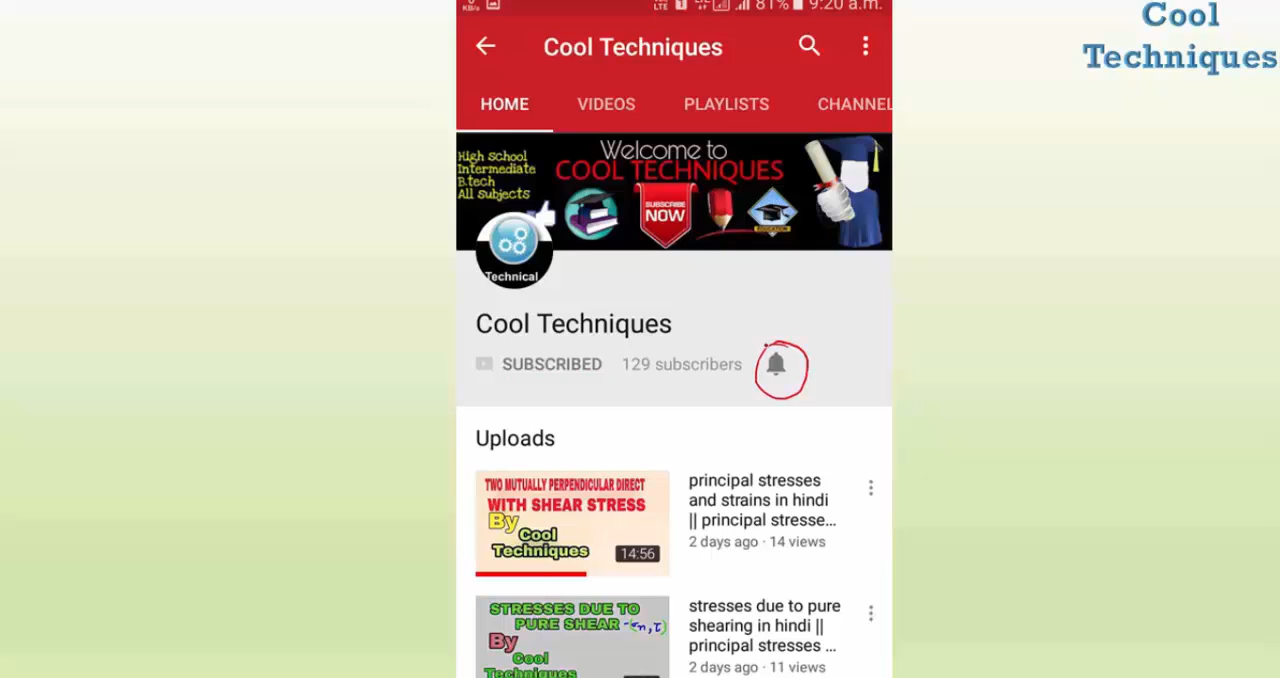 KB/s
LTE
81% 9:20 a.m.
Cool Techniques
Cool
Techniques
HOME VIDEOS PLAYLISTS CHANNEL
High school
Intermediate
B.tech
All subjects
Welcome to
COOL TECHNIQUES
SUBSCRIBE
NOW
EDUCATION
Technical
Cool Techniques
SUBSCRIBED 129 subscribers
Uploads
TWO MUTUALLY PERPENDICULAR DIRECT
WITH SHEAR STRESS
By
Cool
Techniques
14:56
principal stresses
and strains in hindi
|| principal stresse...
2 days ago · 14 views
STRESSES DUE TO
PURE SHEAR
By
Cool
Techniques
stresses due to pure
shearing in hindi ||
principal stresses ...
2 days ago · 11 views